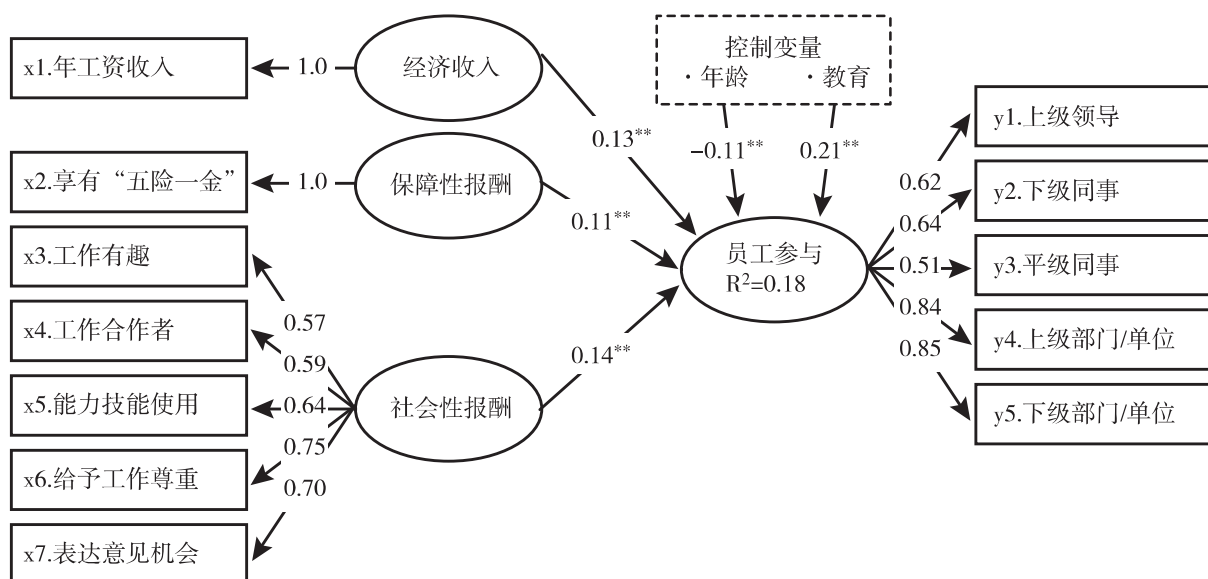 x1.年工资收入
1.0
经济收入
控制变量
·年龄 ·教育
0.13**
-0.11**
0.21**
y1.上级领导
x2.享有“五险一金”
1.0
保障性报酬
0.11**
0.62
y2.下级同事
0.64
x3.工作有趣
员工参与
R²=0.18
0.51
y3.平级同事
0.57
x4.工作合作者
0.59
0.14**
0.84
y4.上级部门/单位
0.85
x5.能力技能使用
0.64
社会性报酬
y5.下级部门/单位
0.75
x6.给予工作尊重
0.70
x7.表达意见机会